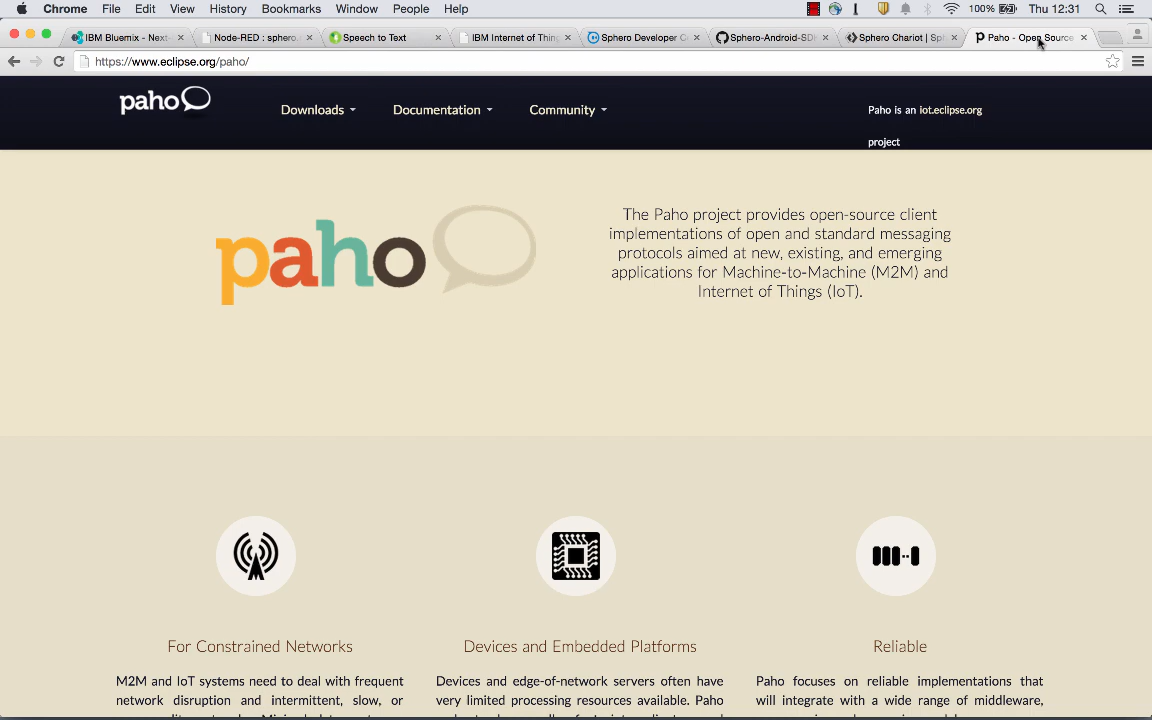 Chrome File Edit View History Bookmarks Window People Help 100% Thu 12:31
IBM Bluemix - Next- Node-RED : sphero. Speech to Text IBM Internet of Thin Sphero Developer C Sphero-Android-SD Sphero Chariot | Sp Paho - Open Source
https://www.eclipse.org/paho/
paho Downloads Documentation Community Paho is an iot.eclipse.org
project
paho
The Paho project provides open-source client
implementations of open and standard messaging
protocols aimed at new, existing, and emerging
applications for Machine-to-Machine (M2M) and
Internet of Things (IoT).
For Constrained Networks
M2M and IoT systems need to deal with frequent
network disruption and intermittent, slow, or
Devices and Embedded Platforms
Devices and edge-of-network servers often have
very limited processing resources available. Paho
Reliable
Paho focuses on reliable implementations that
will integrate with a wide range of middleware,